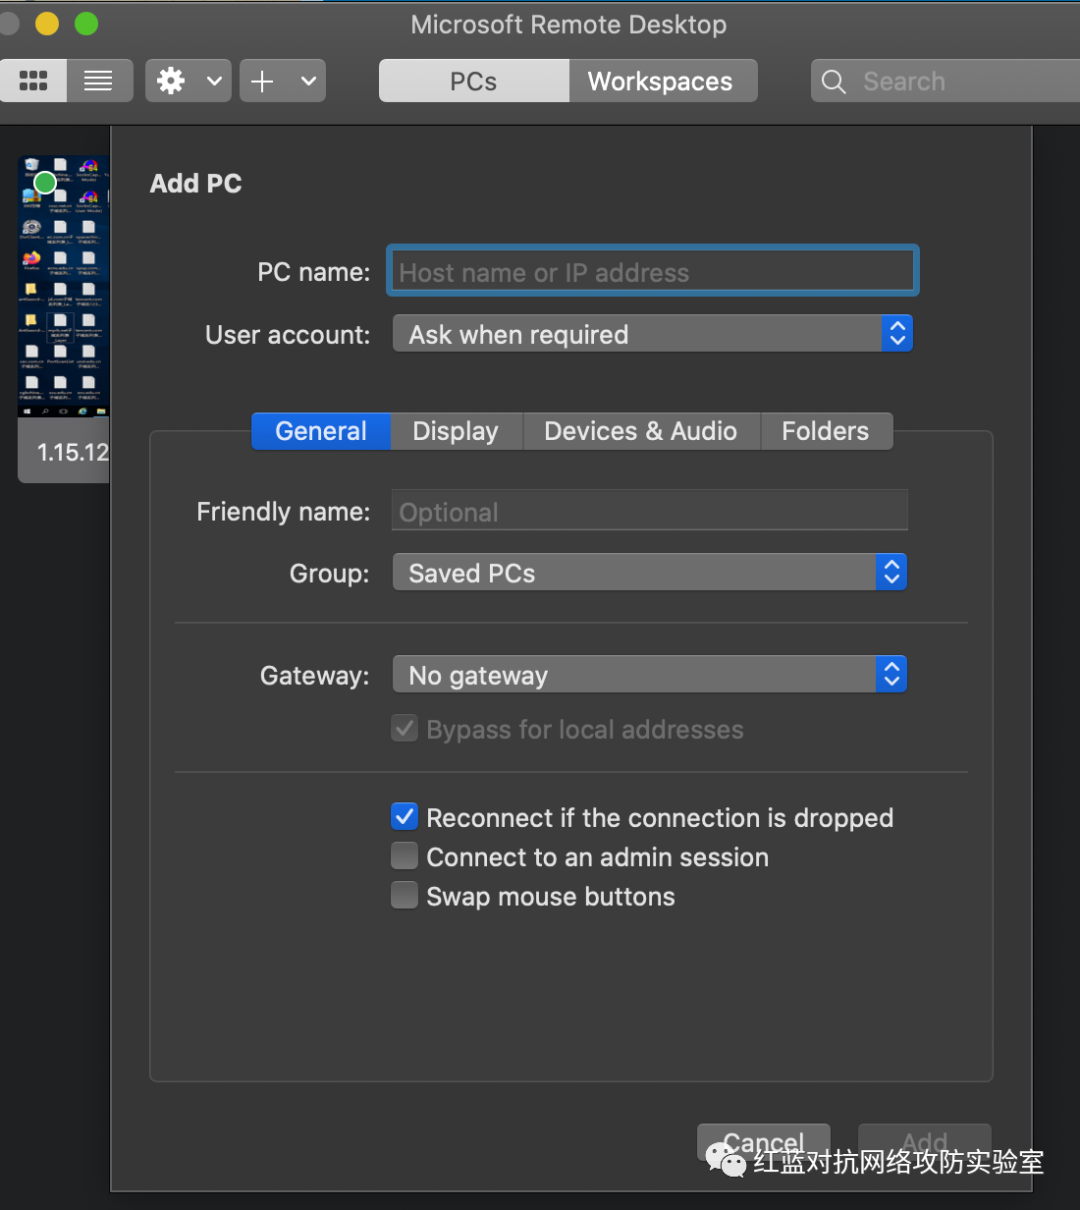 Microsoft Remote Desktop
PCs
Workspaces
Search
Add PC
PC name: Host name or IP address
User account: Ask when required
1.15.12
General
Display
Devices & Audio
Folders
Friendly name: Optional
Group: Saved PCs
Gateway: No gateway
Bypass for local addresses
Reconnect if the connection is dropped
Connect to an admin session
Swap mouse buttons
Cancel
Add
红蓝对抗网络攻防实验室